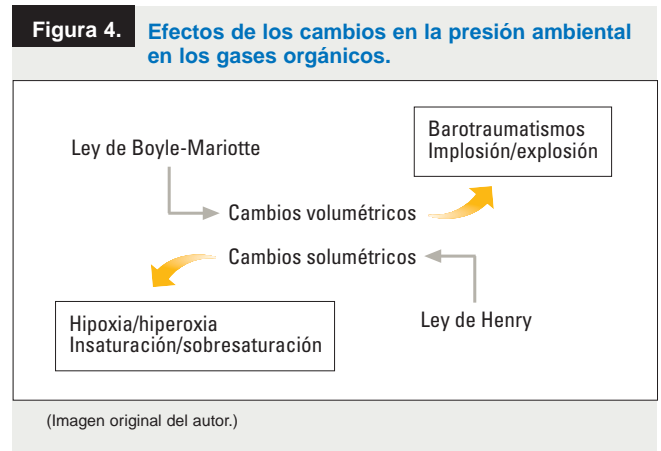 Figura 4.
Efectos de los cambios en la presión ambiental
en los gases orgánicos.
Ley de Boyle-Mariotte
Barotraumatismos
Implosión/explosión
Cambios volumétricos
Cambios solumétricos
Hipoxia/hiperoxia
Insaturación/sobresaturación
Ley de Henry
(Imagen original del autor.)